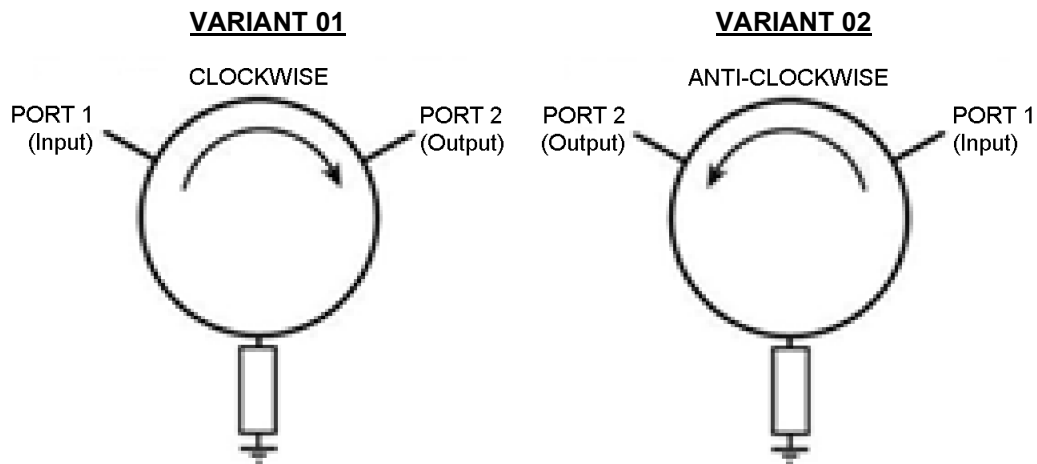 VARIANT 01
CLOCKWISE
PORT 1
(Input)
PORT 2
(Output)
VARIANT 02
ANTI-CLOCKWISE
PORT 2
(Output)
PORT 1
(Input)